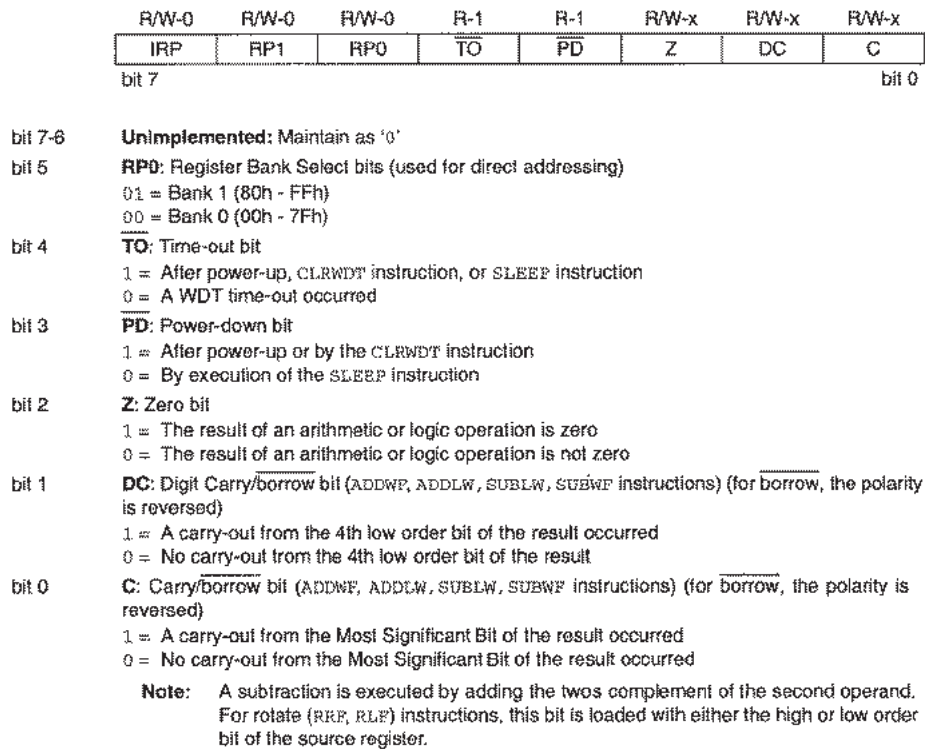 R/W-0 R/W-0 R/W-0 R-1 R-1 R/W-x R/W-x R/W-x
IRP RP1 RP0 T̅O̅ P̅D̅ Z DC C
bit 7 bit 0
bit 7-6 Unimplemented: Maintain as '0'
bit 5 RP0: Register Bank Select bits (used for direct addressing)
01 = Bank 1 (80h - FFh)
00 = Bank 0 (00h - 7Fh)
bit 4 T̅O̅: Time-out bit
1 = After power-up, CLRWDT instruction, or SLEEP instruction
0 = A WDT time-out occurred
bit 3 P̅D̅: Power-down bit
1 = After power-up or by the CLRWDT instruction
0 = By execution of the SLEEP instruction
bit 2 Z: Zero bit
1 = The result of an arithmetic or logic operation is zero
0 = The result of an arithmetic or logic operation is not zero
bit 1 DC: Digit Carry/b̅o̅r̅r̅o̅w̅ bit (ADDWF, ADDLW, SUBLW, SUBWF instructions) (for b̅o̅r̅r̅o̅w̅, the polarity
is reversed)
1 = A carry-out from the 4th low order bit of the result occurred
0 = No carry-out from the 4th low order bit of the result
bit 0 C: Carry/b̅o̅r̅r̅o̅w̅ bit (ADDWF, ADDLW, SUBLW, SUBWF instructions) (for b̅o̅r̅r̅o̅w̅, the polarity is
reversed)
1 = A carry-out from the Most Significant Bit of the result occurred
0 = No carry-out from the Most Significant Bit of the result occurred
Note: A subtraction is executed by adding the twos complement of the second operand.
For rotate (RRF, RLF) instructions, this bit is loaded with either the high or low order
bit of the source register.